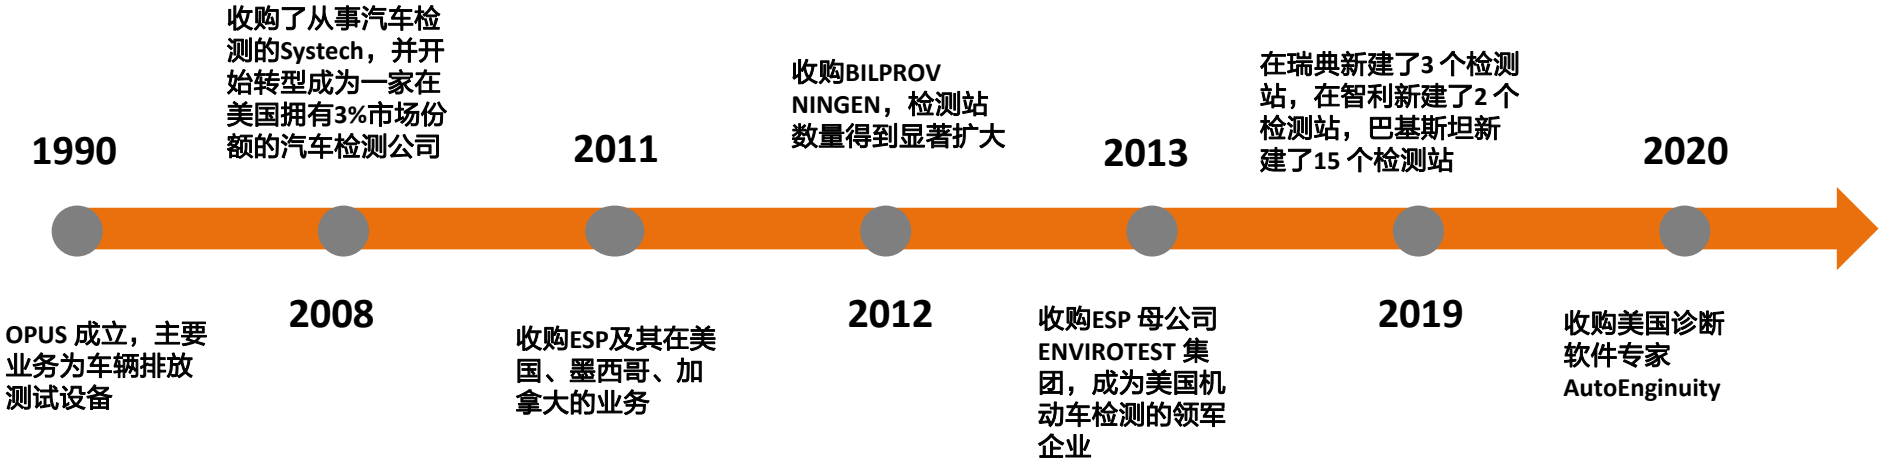 1990
OPUS 成立，主要
业务为车辆排放
测试设备
收购了从事汽车检
测的Systech，并开
始转型成为一家在
美国拥有3%市场份
额的汽车检测公司
2008
2011
收购ESP及其在美
国、墨西哥、加
拿大的业务
收购BILPROV
NINGEN，检测站
数量得到显著扩大
2012
2013
收购ESP 母公司
ENVIROTEST 集
团，成为美国机
动车检测的领军
企业
在瑞典新建了3 个检测
站，在智利新建了2 个
检测站，巴基斯坦新
建了15 个检测站
2019
2020
收购美国诊断
软件专家
AutoEnginuity